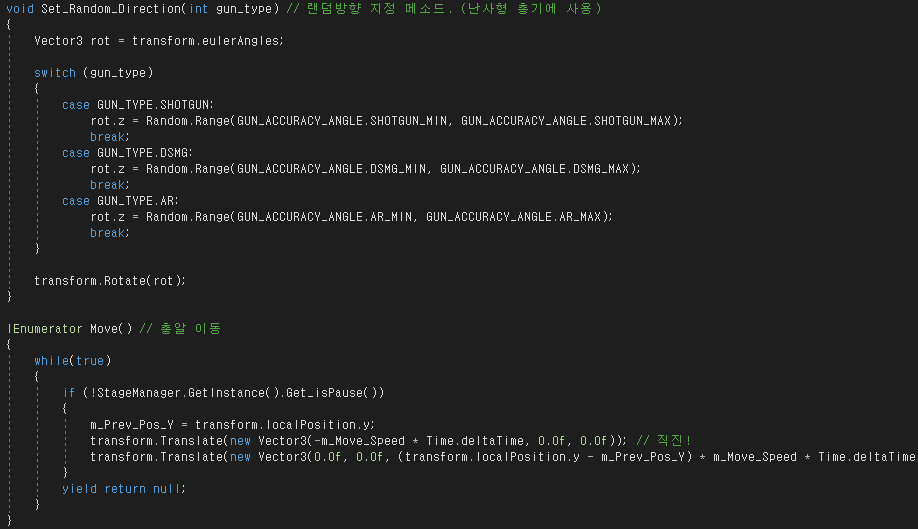 void Set_Random_Direction(int gun_type) // 랜덤방향 지정 메소드. (난사형 총기에 사용)
{
Vector3 rot = transform.eulerAngles;
switch (gun_type)
{
case GUN_TYPE.SHOTGUN:
rot.z = Random.Range(GUN_ACCURACY_ANGLE.SHOTGUN_MIN, GUN_ACCURACY_ANGLE.SHOTGUN_MAX);
break;
case GUN_TYPE.DSMG:
rot.z = Random.Range(GUN_ACCURACY_ANGLE.DSMG_MIN, GUN_ACCURACY_ANGLE.DSMG_MAX);
break;
case GUN_TYPE.AR:
rot.z = Random.Range(GUN_ACCURACY_ANGLE.AR_MIN, GUN_ACCURACY_ANGLE.AR_MAX);
break;
}
transform.Rotate(rot);
}
IEnumerator Move() // 총알 이동
{
while(true)
{
if (!StageManager.GetInstance().Get_isPause())
{
m_Prev_Pos_Y = transform.localPosition.y;
transform.Translate(new Vector3(-m_Move_Speed * Time.deltaTime, 0.0f, 0.0f)); // 직진!
transform.Translate(new Vector3(0.0f, 0.0f, (transform.localPosition.y - m_Prev_Pos_Y) * m_Move_Speed * Time.deltaTime
}
yield return null;
}
}